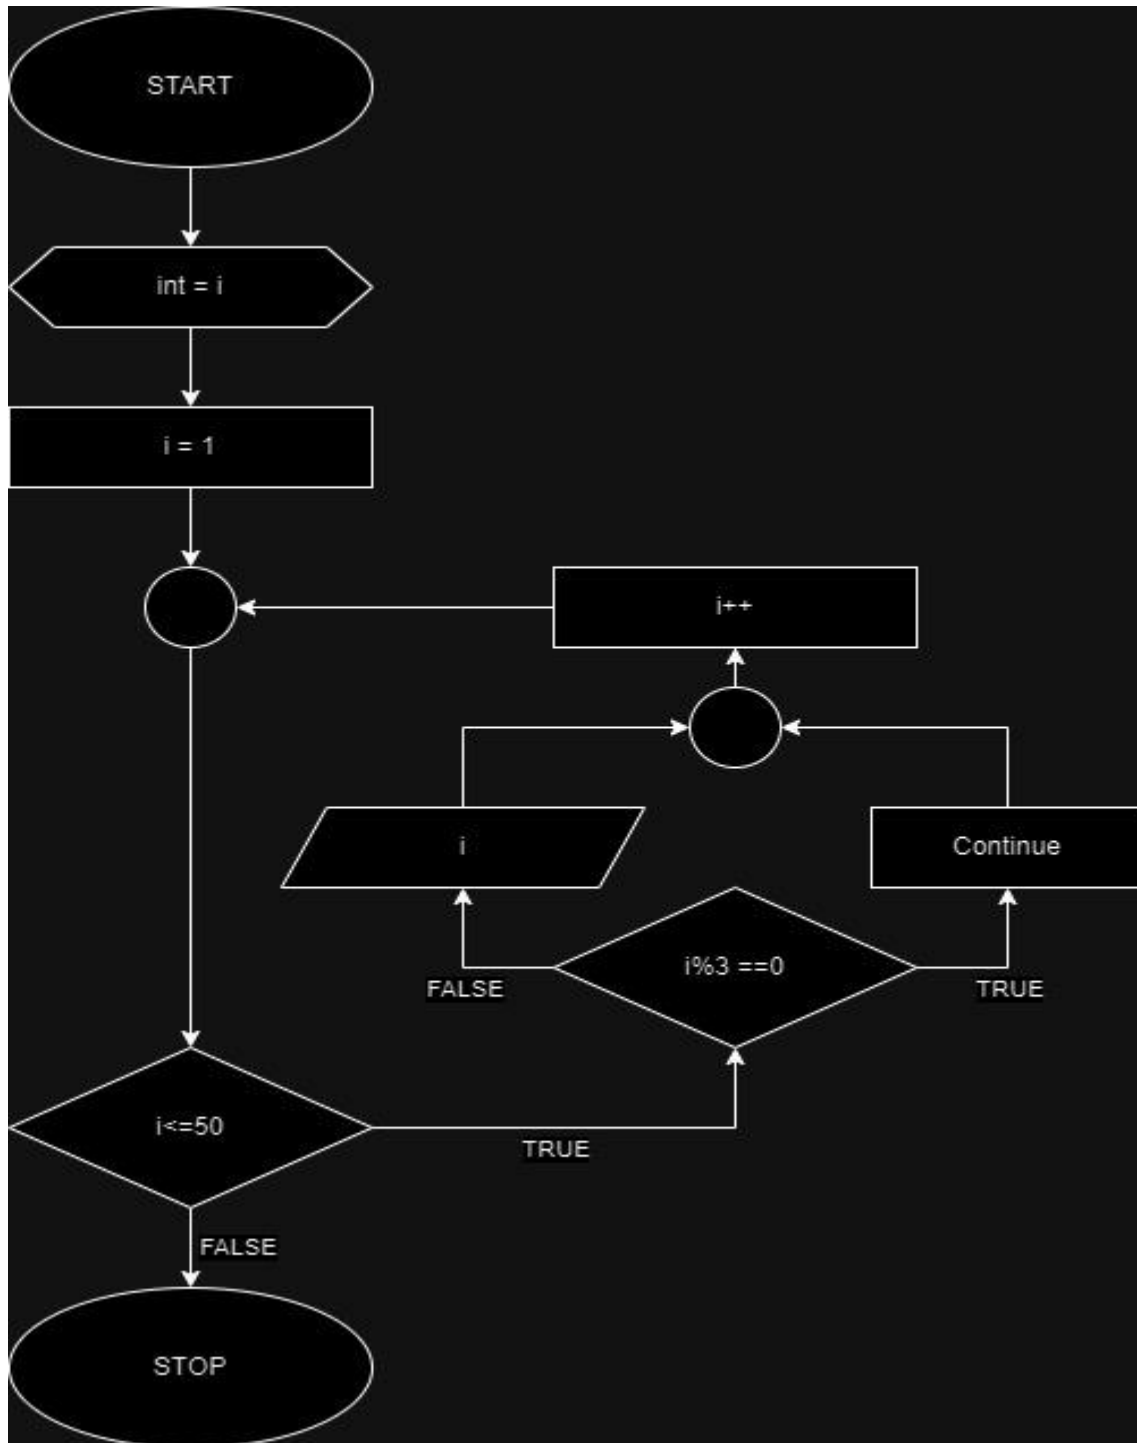 START
int = i
i = 1
i++
i
Continue
i%3 ==0
FALSE
TRUE
i<=50
TRUE
FALSE
STOP